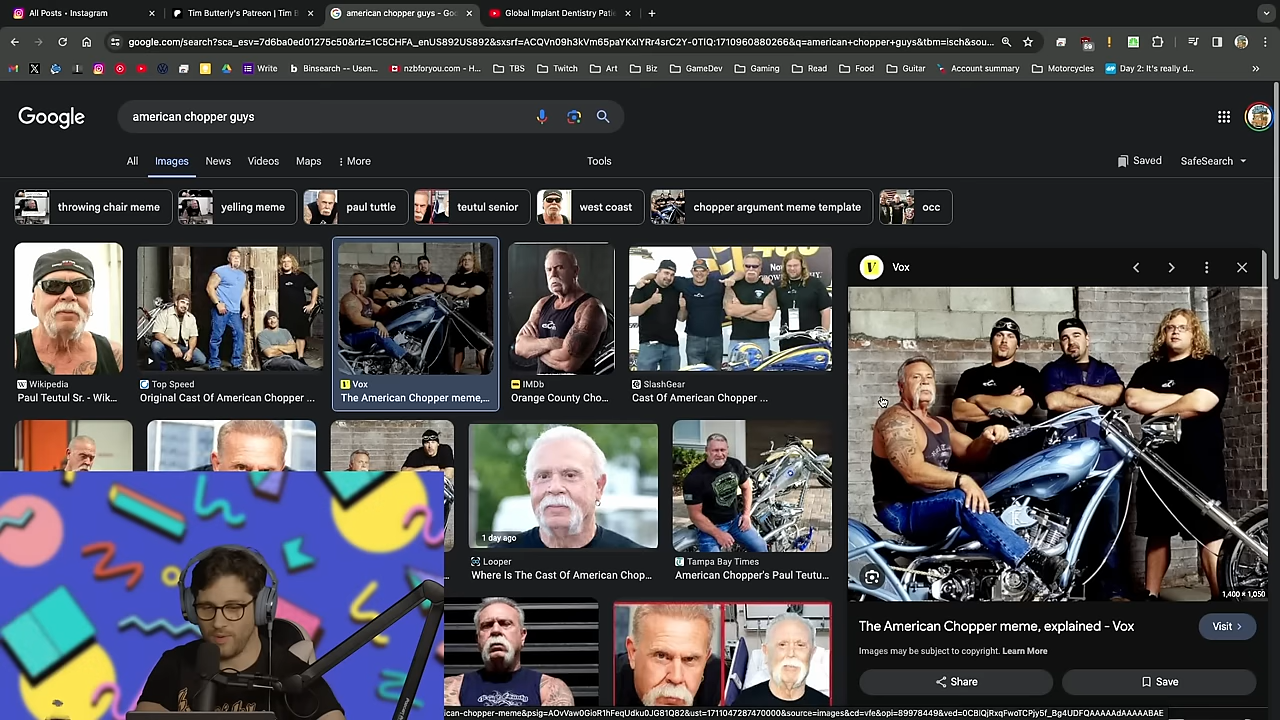 All Posts • Instagram
Tim Butterly's Patreon | Tim B
american chopper guys - Goo
Global Implant Dentistry Patie
google.com/search?sca_esv=7d6ba0ed01275c50&rlz=1C5CHFA_enUS892US892&sxsrf=ACQVn09h3kVm65paYKxIYRr4srC2Y-0TIQ:1710960880266&q=american+chopper+guys&tbm=isch&sou...
69
Write
Binsearch -- Usen...
nzbforyou.com - H...
TBS
Twitch
Art
Biz
GameDev
Gaming
Read
Food
Guitar
Account summary
Motorcycles
Day 2: It's really d...
Google
american chopper guys
All
Images
News
Videos
Maps
More
Tools
Saved
SafeSearch
throwing chair meme
yelling meme
paul tuttle
teutul senior
west coast
chopper argument meme template
occ
Vox
Wikipedia
Top Speed
Vox
IMDb
SlashGear
Paul Teutul Sr. - Wik...
Original Cast Of American Chopper ...
The American Chopper meme,...
Orange County Cho...
Cast Of American Chopper ...
1 day ago
Looper
Tampa Bay Times
Where Is The Cast Of American Chop...
American Chopper's Paul Teutu...
1,400 × 1,050
The American Chopper meme, explained - Vox
Visit
Images may be subject to copyright. Learn More
Share
Save